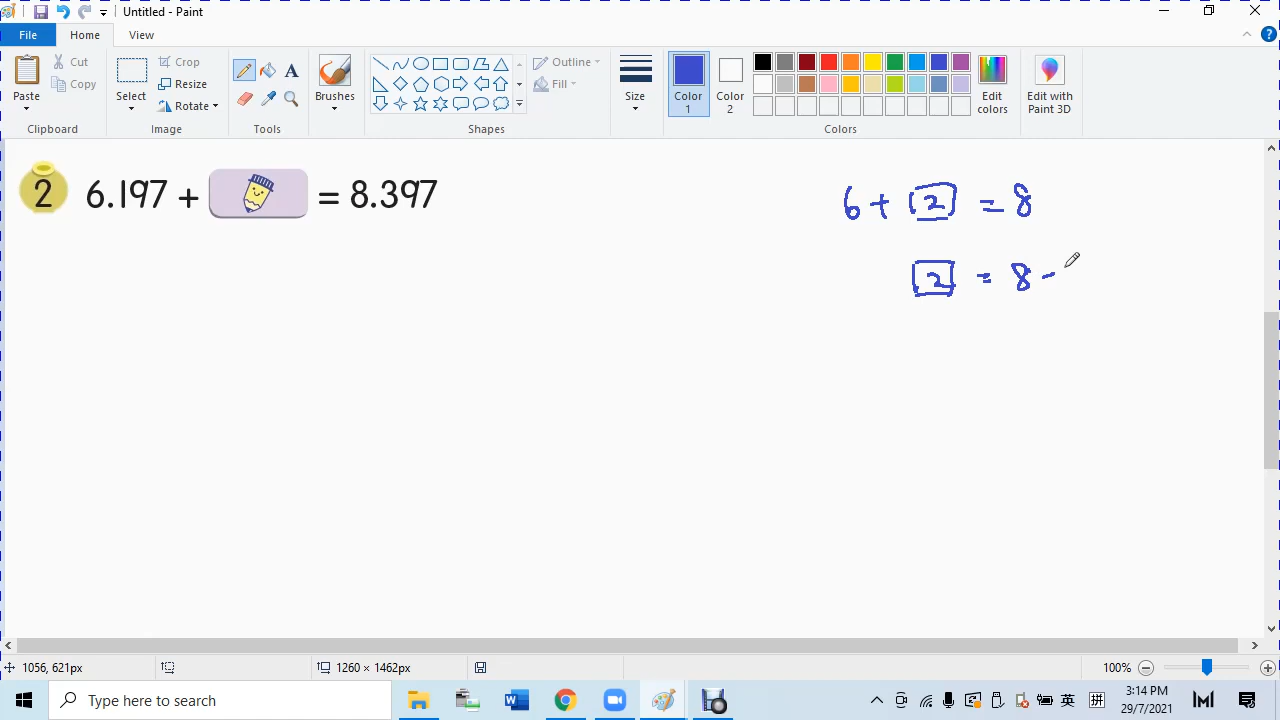 Untitled - Paint
File Home View
Paste Cut Copy
Clipboard
Select Crop Resize Rotate
Image
A
Tools
Brushes
Outline Fill
Shapes
Size
Color 1 Color 2
Edit colors
Colors
Edit with Paint 3D
2 6.197 + = 8.397
6 + 2 = 8
2 = 8 -
1056, 621px 1260 × 1462px 100%
Type here to search
W
英
拼
3:14 PM
29/7/2021